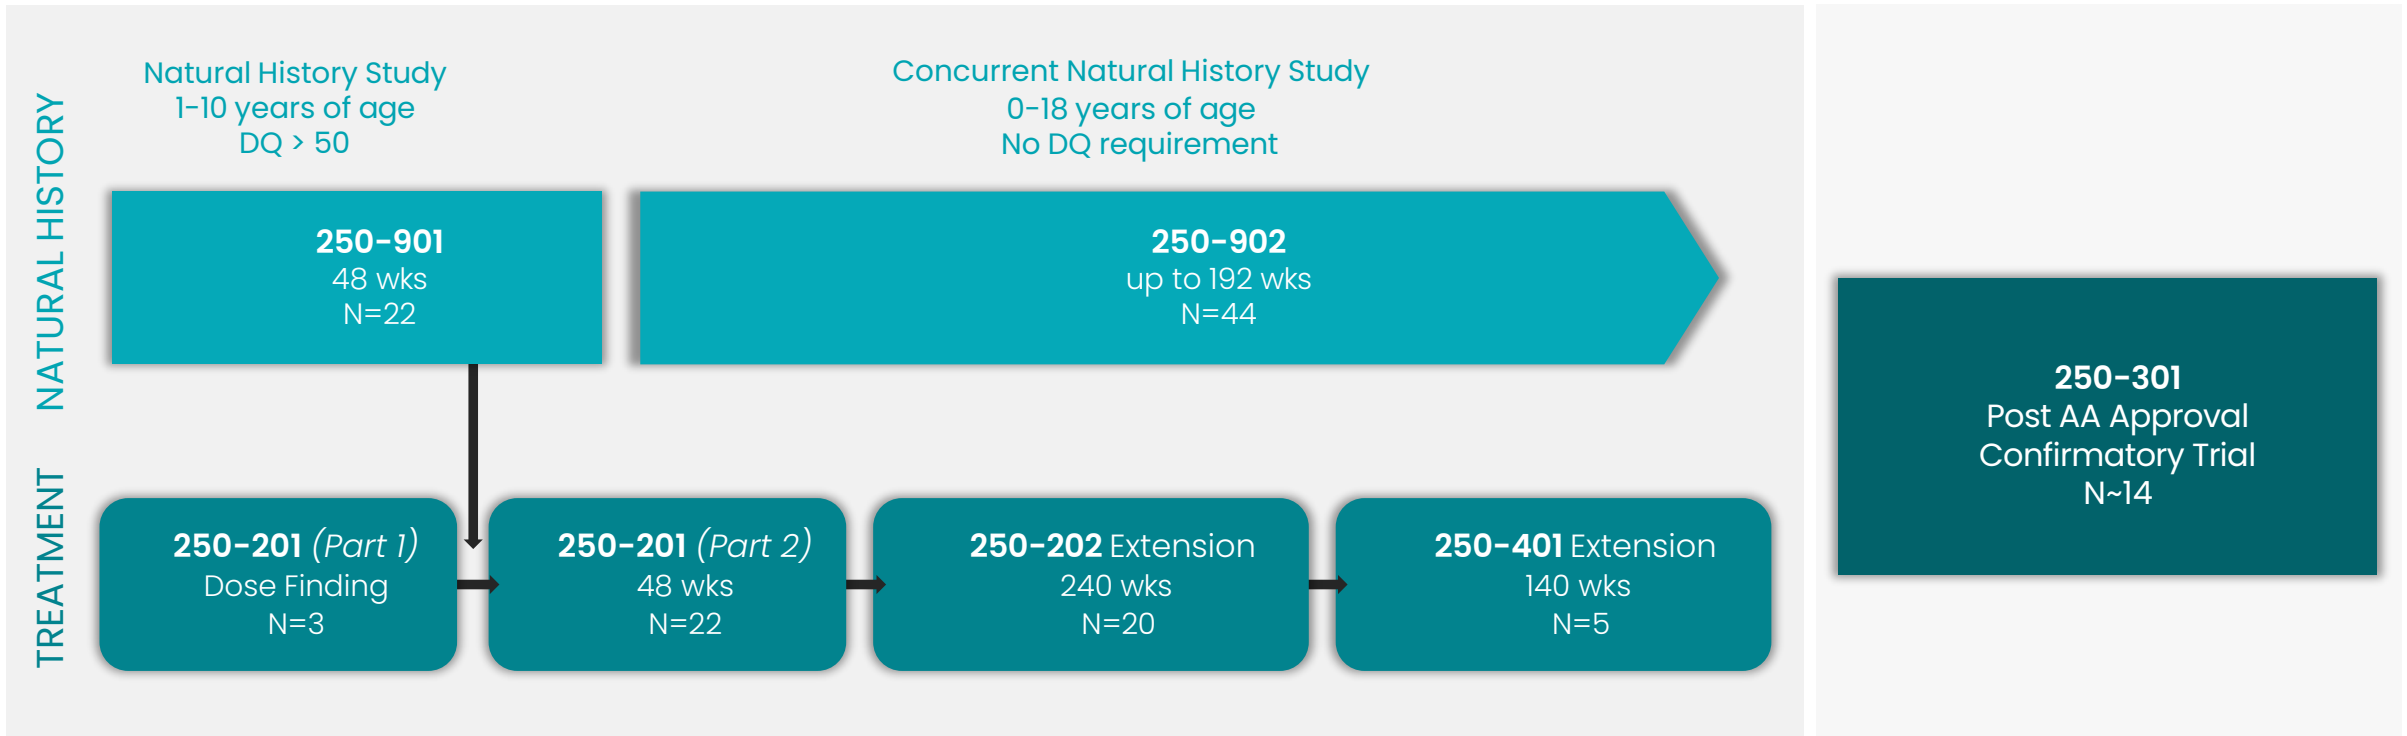 NATURAL HISTORY
Natural History Study
1-10 years of age
DQ > 50
Concurrent Natural History Study
0-18 years of age
No DQ requirement
250-901
48 wks
N=22
250-902
up to 192 wks
N=44
TREATMENT
250-201 (Part 1)
Dose Finding
N=3
250-201 (Part 2)
48 wks
N=22
250-202 Extension
240 wks
N=20
250-401 Extension
140 wks
N=5
250-301
Post AA Approval
Confirmatory Trial
N~14